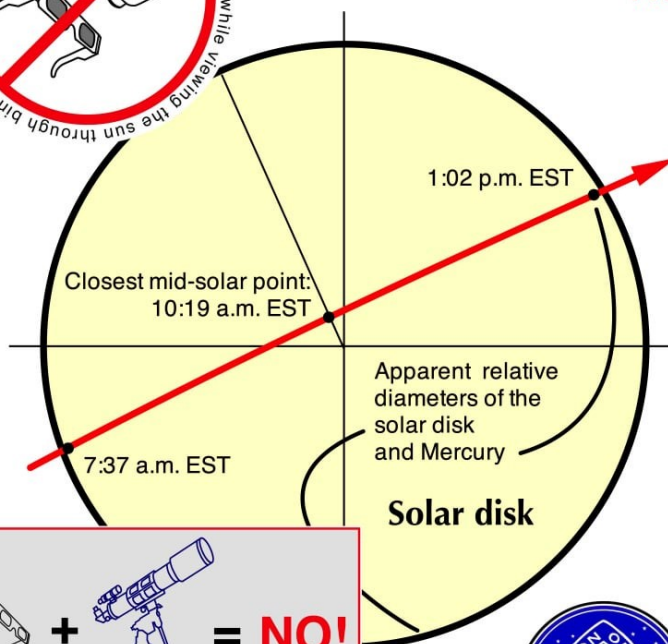 while viewing the sun through
1:02 p.m. EST
Closest mid-solar point:
10:19 a.m. EST
Apparent relative
diameters of the
solar disk
and Mercury
7:37 a.m. EST
Solar disk
+ = NO!